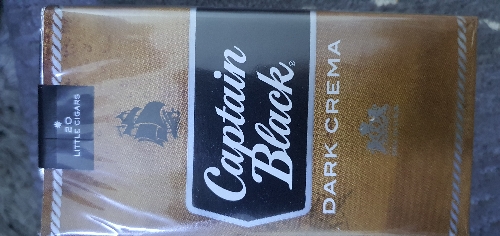 20
LITTLE CIGARS
Captain
Black
DARK CREMA